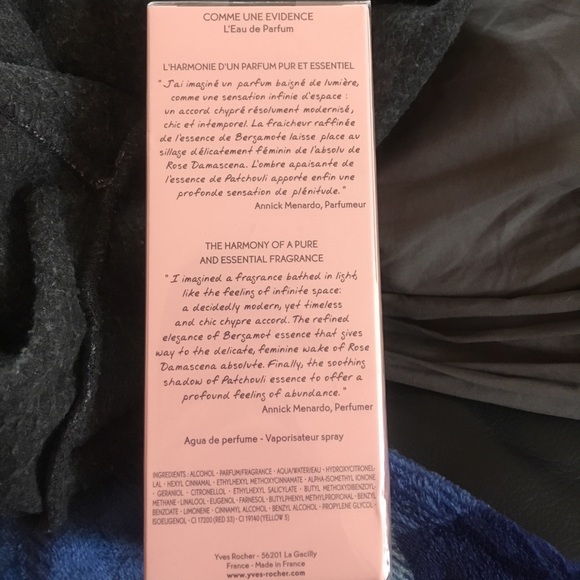 COMME UNE EVIDENCE
L'Eau de Parfum
L'HARMONIE D'UN PARFUM PUR ET ESSENTIEL
"J'ai imaginé un parfum baigné de lumière,
comme une sensation infinie d'espace :
un accord chypré résolument modernisé,
chic et intemporel. La fraîcheur raffinée
de l'essence de Bergamote laisse place au
sillage délicatement féminin de l'absolu de
Rose Damascena. L'ombre apaisante de
l'essence de Patchouli apporte enfin une
profonde sensation de plénitude."
Annick Menardo, Parfumeur
THE HARMONY OF A PURE
AND ESSENTIAL FRAGRANCE
"I imagined a fragrance bathed in light,
like the feeling of infinite space:
a decidedly modern, yet timeless
and chic chypre accord. The refined
elegance of Bergamot essence that gives
way to the delicate, feminine wake of Rose
Damascena absolute. Finally, the soothing
shadow of Patchouli essence to offer a
profound feeling of abundance."
Annick Menardo, Perfumer
Agua de perfume - Vaporisateur spray
INGREDIENTS : ALCOHOL - PARFUM/FRAGRANCE - AQUA/WATER/EAU - HYDROXYCITRONEL-
LAL - HEXYL CINNAMAL - ETHYLHEXYL METHOXYCINNAMATE - ALPHA-ISOMETHYL IONONE
- GERANIOL - CITRONELLOL - ETHYLHEXYL SALICYLATE - BUTYL METHOXYDIBENZOYL-
METHANE - LINALOOL - EUGENOL - FARNESOL - BUTYLPHENYL METHYLPROPIONAL - BENZYL
BENZOATE - LIMONENE - CINNAMYL ALCOHOL - BENZYL ALCOHOL - PROPYLENE GLYCOL -
ISOEUGENOL - CI 17200 (RED 33) - CI 19140 (YELLOW 5)
Yves Rocher - 56201 La Gacilly
France - Made in France
www.yves-rocher.com